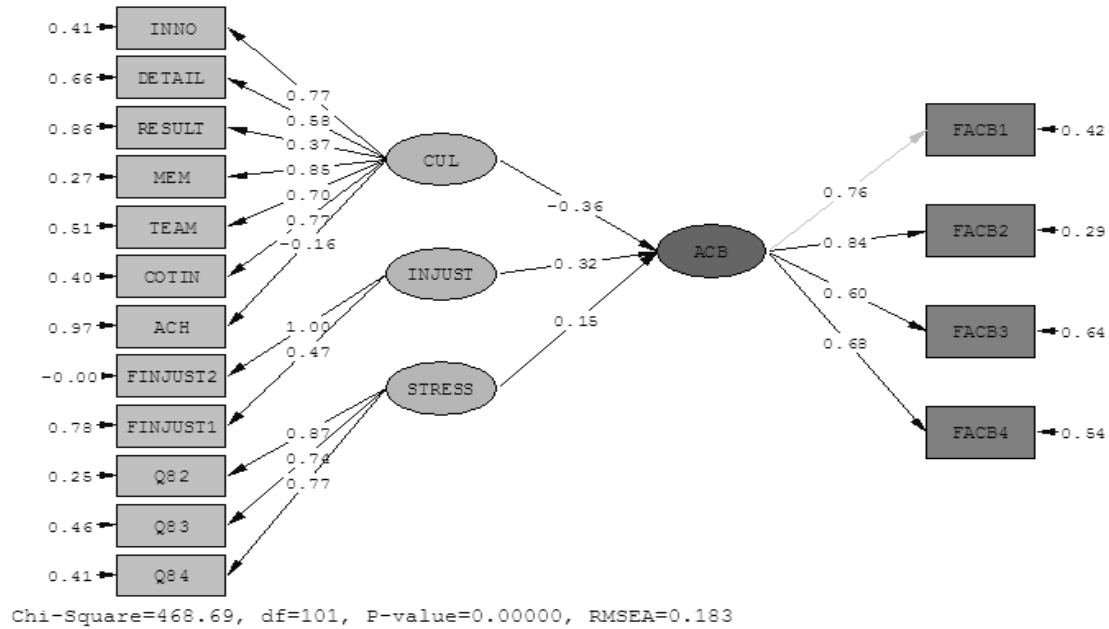 0.41 INNO
0.66 DETAIL
0.86 RESULT
0.27 MEM
0.51 TEAM
0.40 COTIN
0.97 ACH
-0.00 FINJUST2
0.78 FINJUST1
0.25 Q82
0.46 Q83
0.41 Q84
0.77
0.58
0.37
0.85
0.70
0.77
-0.16
1.00
0.47
0.87
0.74
0.77
CUL
INJUST
STRESS
-0.36
0.32
0.15
ACB
0.76
0.84
0.60
0.68
FACB1 0.42
FACB2 0.29
FACB3 0.64
FACB4 0.54
Chi-Square=468.69, df=101, P-value=0.00000, RMSEA=0.183